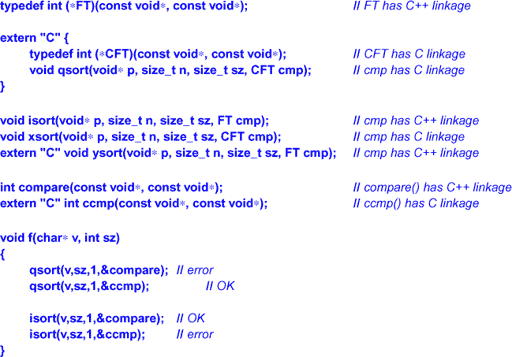 typedef int (*FT)(const void*, const void*); // FT has C++ linkage
extern "C" {
typedef int (*CFT)(const void*, const void*); // CFT has C linkage
void qsort(void* p, size_t n, size_t sz, CFT cmp); // cmp has C linkage
}
void isort(void* p, size_t n, size_t sz, FT cmp); // cmp has C++ linkage
void xsort(void* p, size_t n, size_t sz, CFT cmp); // cmp has C linkage
extern "C" void ysort(void* p, size_t n, size_t sz, FT cmp); // cmp has C++ linkage
int compare(const void*, const void*); // compare() has C++ linkage
extern "C" int ccmp(const void*, const void*); // ccmp() has C linkage
void f(char* v, int sz)
{
qsort(v,sz,1,&compare); // error
qsort(v,sz,1,&ccmp); // OK
isort(v,sz,1,&compare); // OK
isort(v,sz,1,&ccmp); // error
}